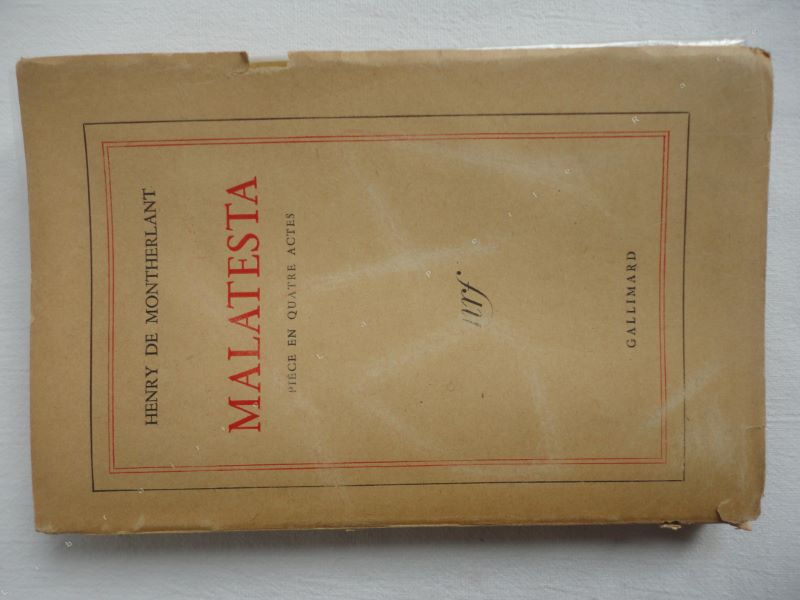 HENRY DE MONTHERLANT
MALATESTA
PIÈCE EN QUATRE ACTES
nrf
GALLIMARD